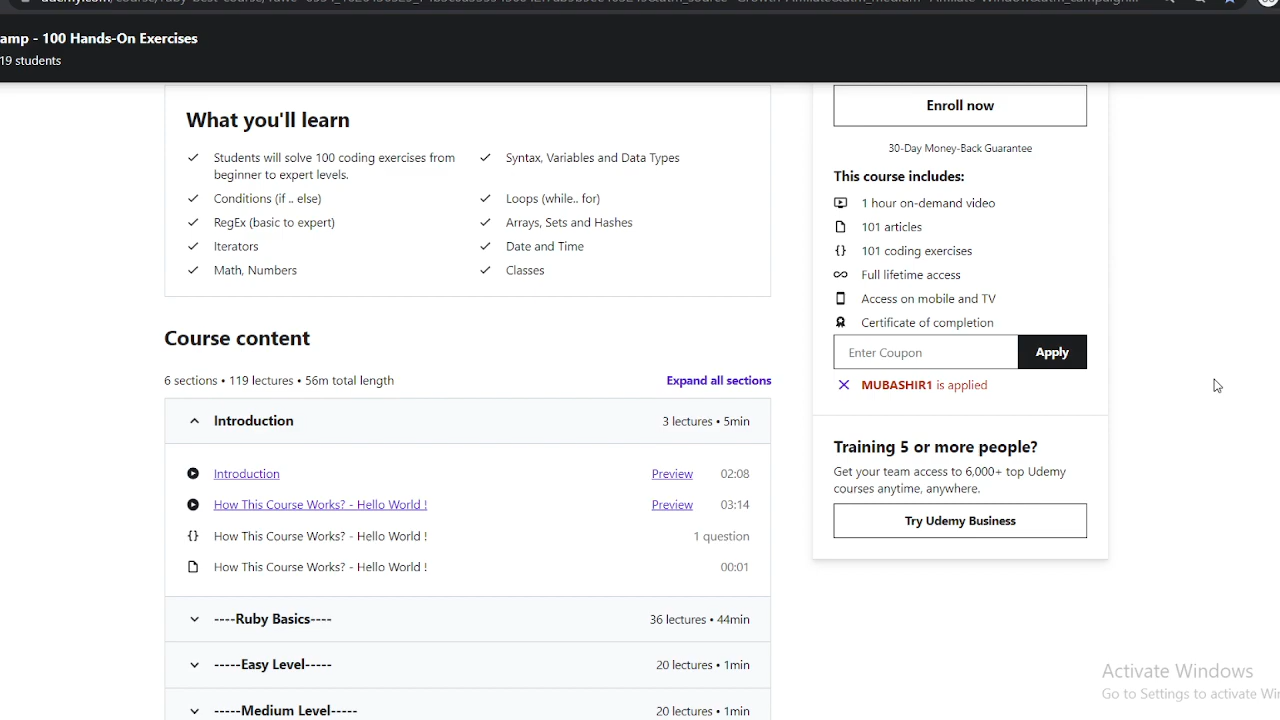 amp - 100 Hands-On Exercises
19 students
What you'll learn
Students will solve 100 coding exercises from
beginner to expert levels.
Syntax, Variables and Data Types
Conditions (if .. else)
Loops (while.. for)
RegEx (basic to expert)
Arrays, Sets and Hashes
Iterators
Date and Time
Math, Numbers
Classes
Course content
6 sections • 119 lectures • 56m total length
Expand all sections
Introduction
3 lectures • 5min
Introduction
Preview
02:08
How This Course Works? - Hello World !
Preview
03:14
How This Course Works? - Hello World !
1 question
How This Course Works? - Hello World !
00:01
----Ruby Basics----
36 lectures • 44min
-----Easy Level-----
20 lectures • 1min
-----Medium Level-----
20 lectures • 1min
Enroll now
30-Day Money-Back Guarantee
This course includes:
1 hour on-demand video
101 articles
{} 101 coding exercises
Full lifetime access
Access on mobile and TV
Certificate of completion
Enter Coupon
Apply
MUBASHIR1 is applied
Training 5 or more people?
Get your team access to 6,000+ top Udemy
courses anytime, anywhere.
Try Udemy Business
Activate Windows
Go to Settings to activate Wi